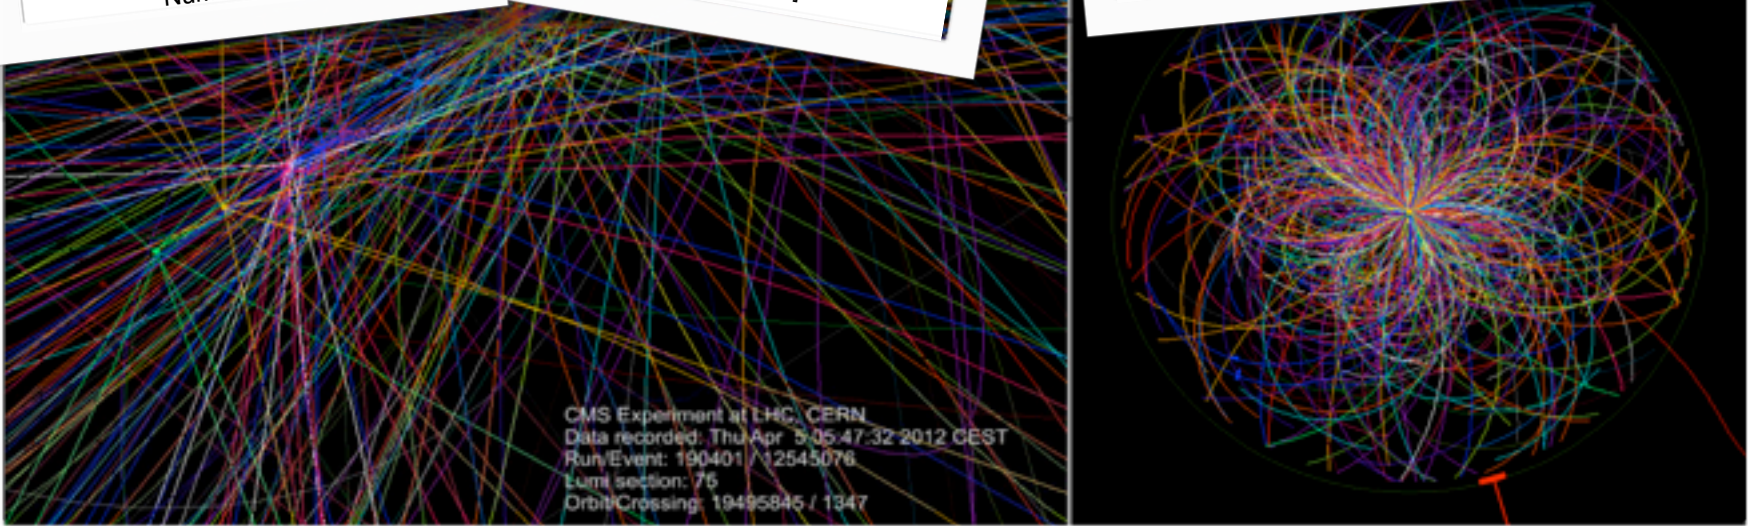 CMS Experiment at LHC, CERN
Data recorded: Thu Apr  5 05:47:32 2012 CEST
Run/Event: 190401 / 12545076
Lumi section: 75
Orbit/Crossing: 19495845 / 1347